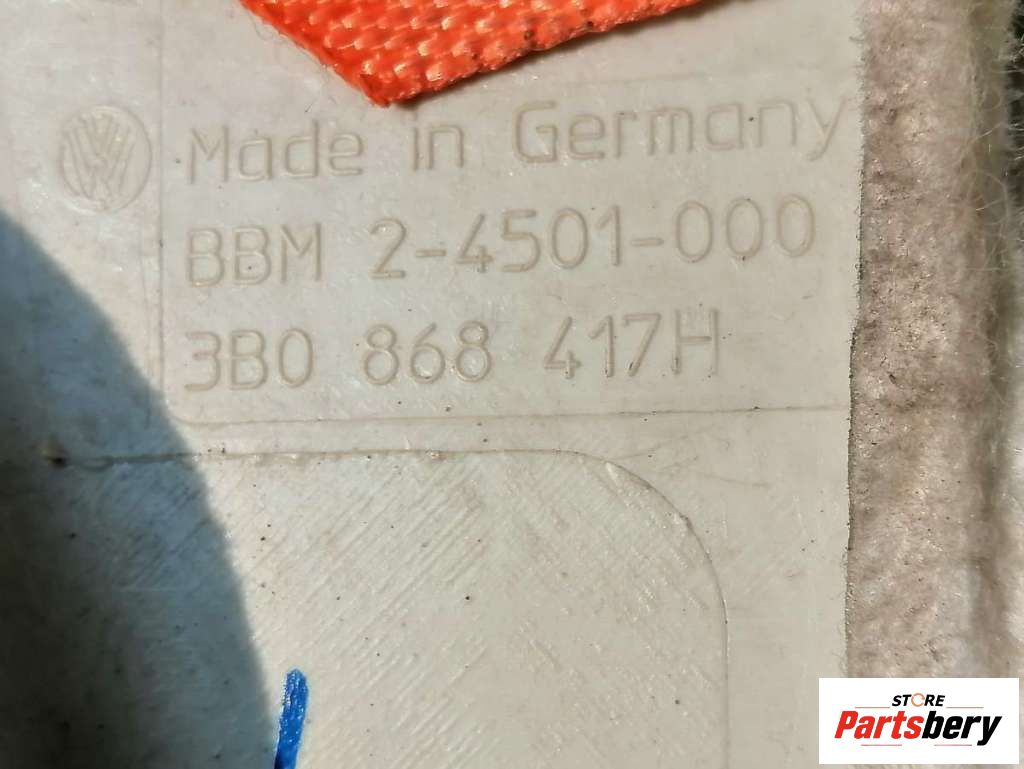 Made in Germany
BBM 2-4501-000
3B0 868 417H
STORE
Partsbery